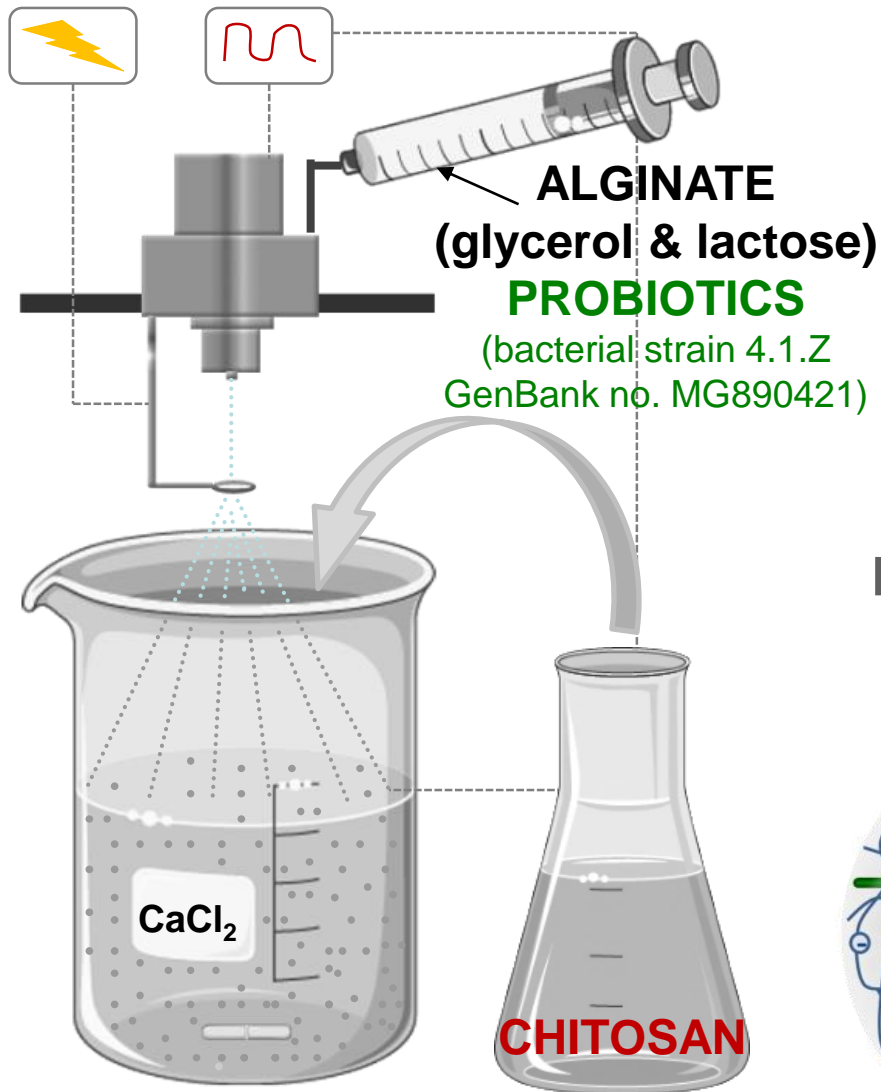 ALGINATE
(glycerol & lactose)
PROBIOTICS
(bacterial strain 4.1.Z
GenBank no. MG890421)
CaCl₂
CHITOSAN